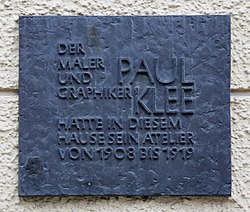 DER
MALER PAUL
UND
GRAPHIKER KLEE
HATTE IN DIESEM
HAUSE SEIN ATELIER
VON 1908 BIS 1919